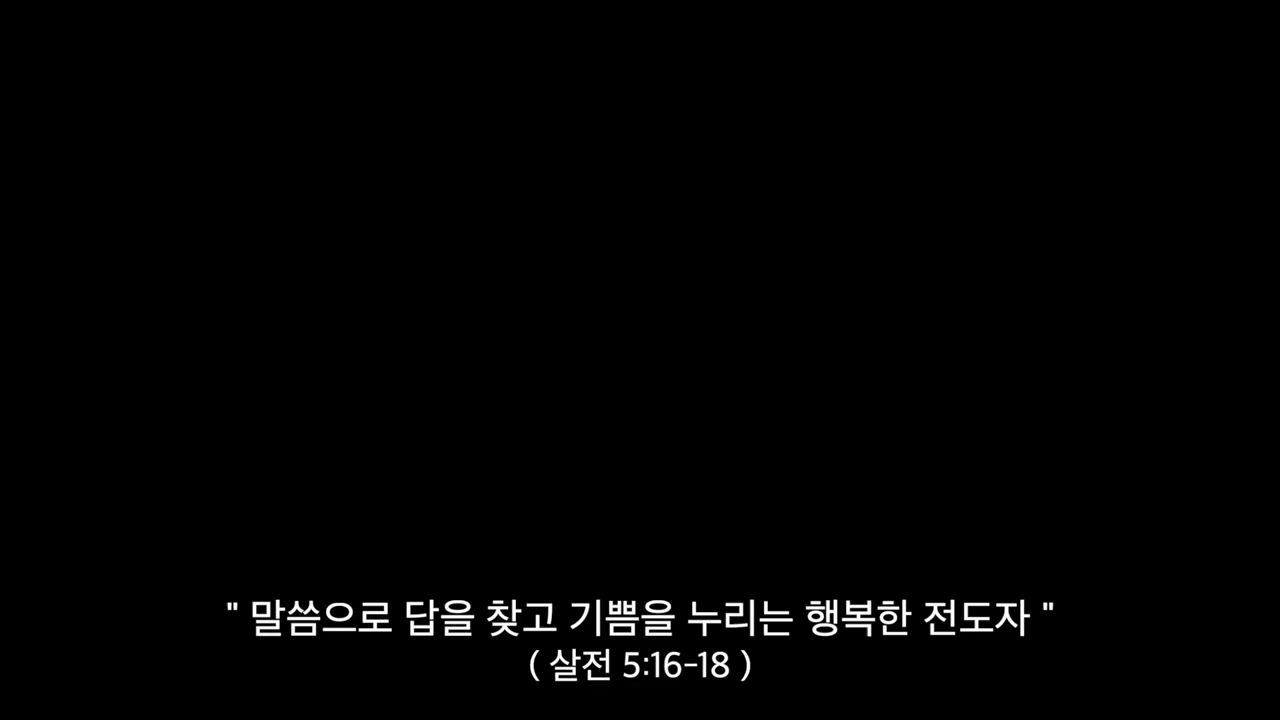 " 말씀으로 답을 찾고 기쁨을 누리는 행복한 전도자 "
( 살전 5:16-18 )